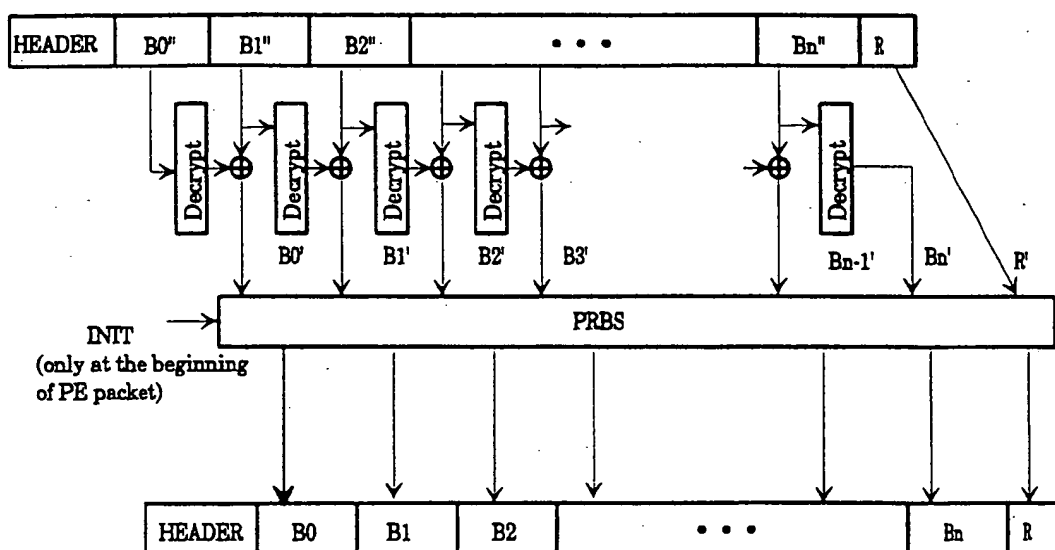 HEADER B0" B1" B2" • • • Bn" R
Decrypt Decrypt Decrypt Decrypt Decrypt
B0' B1' B2' B3' Bn-1' Bn' R'
PRBS
INIT
(only at the beginning
of PE packet)
HEADER B0 B1 B2 • • • Bn R